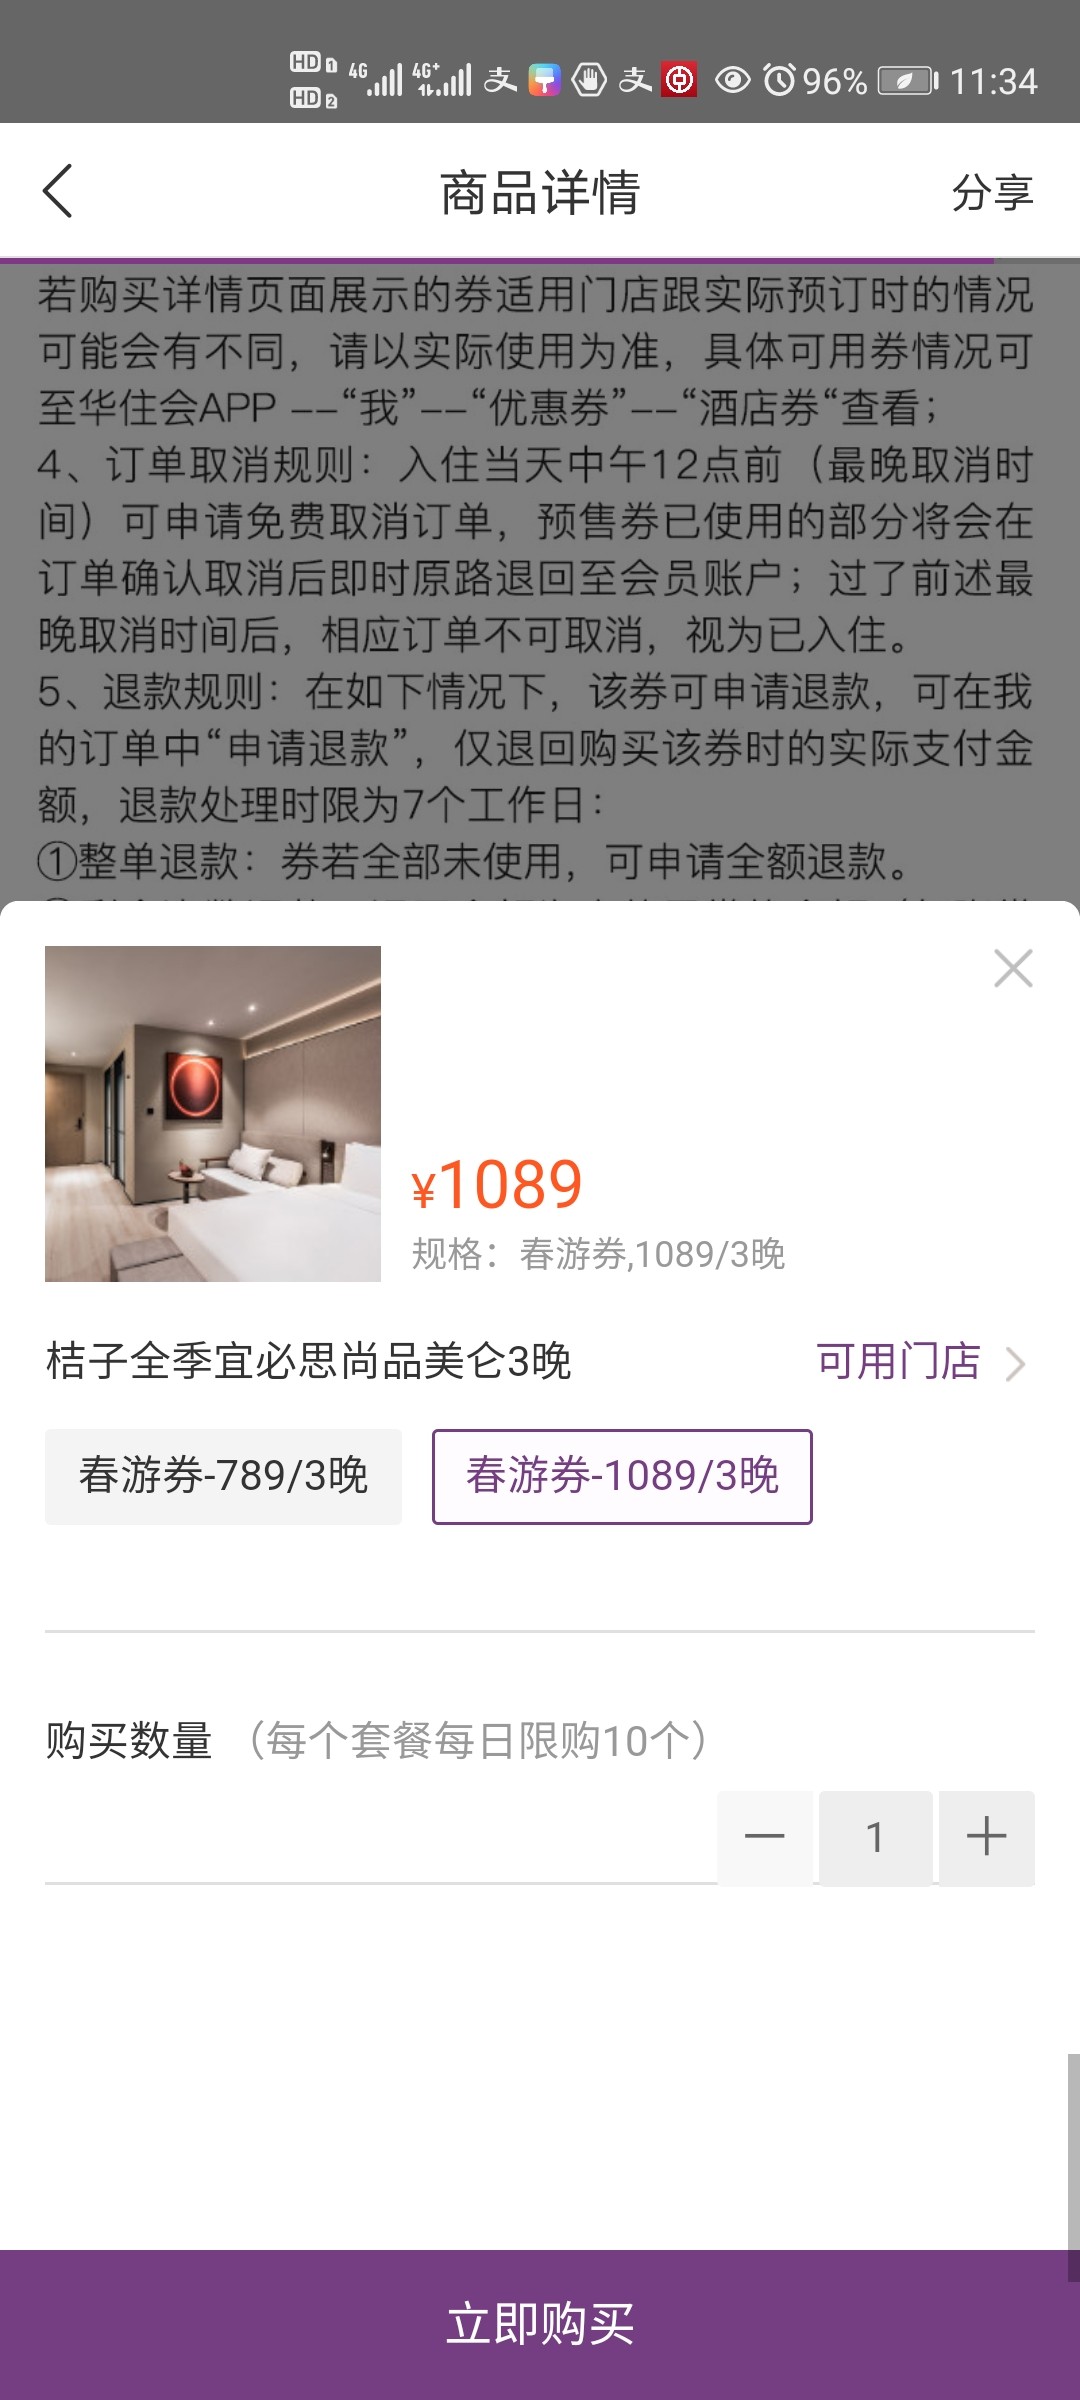 HD 1 4G 4G+ 支 支 96% 11:34
HD 2
商品详情
分享
若购买详情页面展示的券适用门店跟实际预订时的情况
可能会有不同，请以实际使用为准，具体可用券情况可
至华住会APP --“我”--“优惠券”--“酒店券“查看；
4、订单取消规则：入住当天中午12点前（最晚取消时
间）可申请免费取消订单，预售券已使用的部分将会在
订单确认取消后即时原路退回至会员账户；过了前述最
晚取消时间后，相应订单不可取消，视为已入住。
5、退款规则：在如下情况下，该券可申请退款，可在我
的订单中“申请退款”，仅退回购买该券时的实际支付金
额，退款处理时限为7个工作日：
①整单退款：券若全部未使用，可申请全额退款。
¥1089
规格：春游券,1089/3晚
桔子全季宜必思尚品美仑3晚
可用门店
春游券-789/3晚
春游券-1089/3晚
购买数量 （每个套餐每日限购10个）
1
立即购买